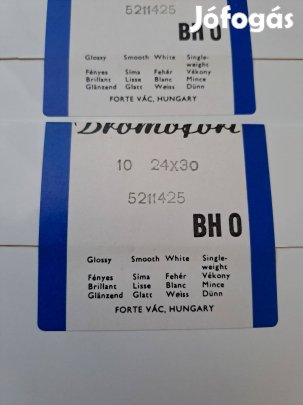 Jófogás
5211425
BH 0
Glossy Smooth White Single-weight
Fényes Sima Fehér Vékony
Brillant Lisse Blanc Mince
Glänzend Glatt Weiss Dünn
FORTE VÁC, HUNGARY
Bromofort
10 24x30
5211425
BH 0
Glossy Smooth White Single-weight
Fényes Sima Fehér Vékony
Brillant Lisse Blanc Mince
Glänzend Glatt Weiss Dünn
FORTE VÁC, HUNGARY